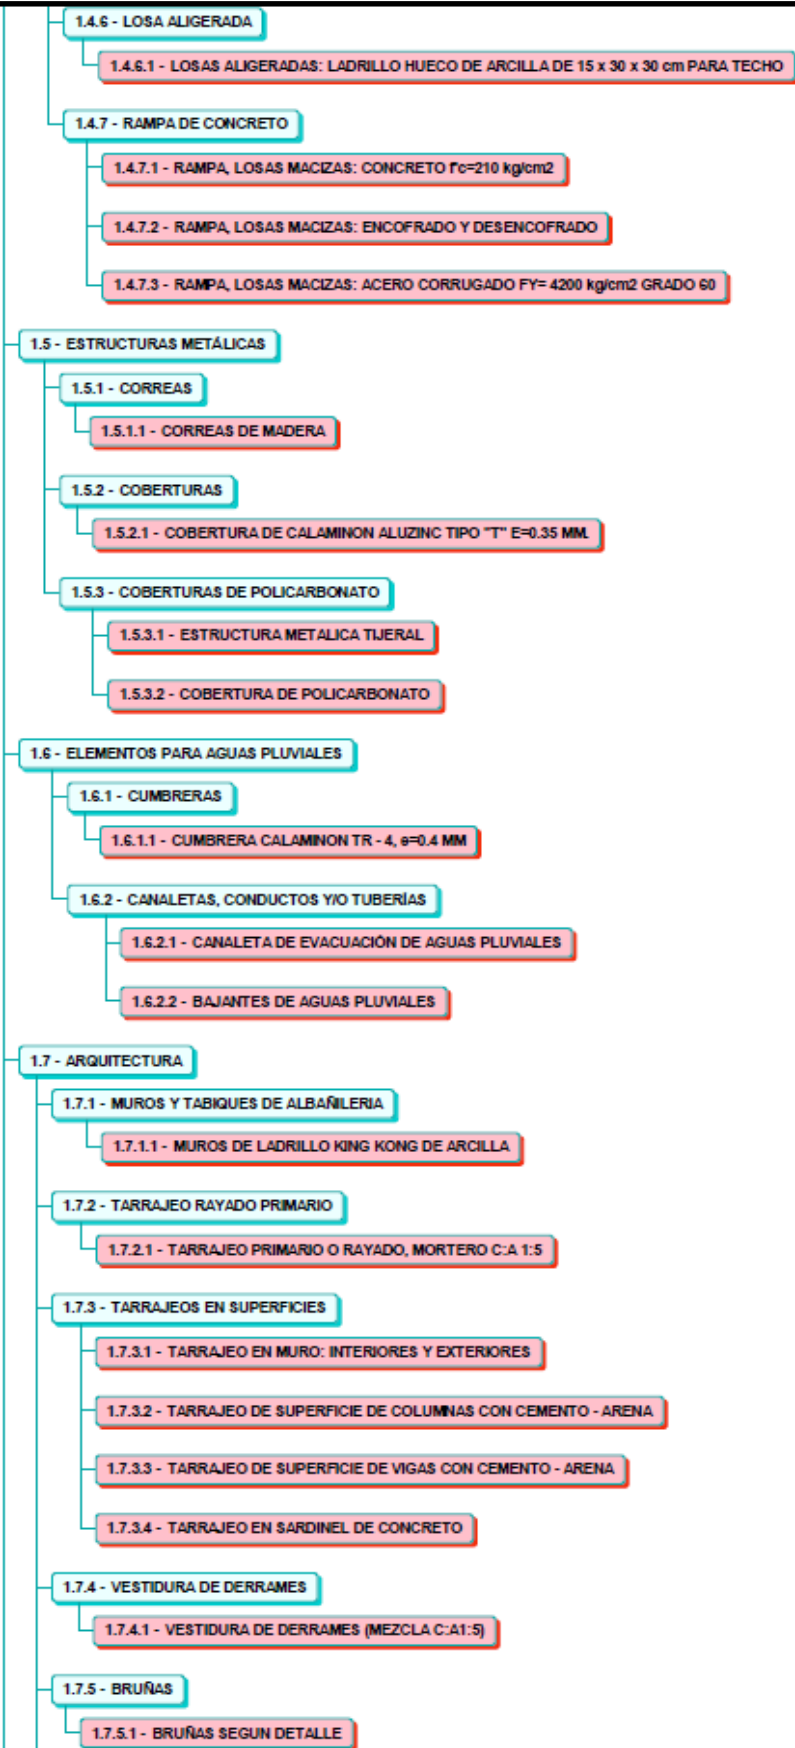 1.4.6 - LOSA ALIGERADA
1.4.6.1 - LOSAS ALIGERADAS: LADRILLO HUECO DE ARCILLA DE 15 x 30 x 30 cm PARA TECHO
1.4.7 - RAMPA DE CONCRETO
1.4.7.1 - RAMPA, LOSAS MACIZAS: CONCRETO f'c=210 kg/cm2
1.4.7.2 - RAMPA, LOSAS MACIZAS: ENCOFRADO Y DESENCOFRADO
1.4.7.3 - RAMPA, LOSAS MACIZAS: ACERO CORRUGADO FY= 4200 kg/cm2 GRADO 60
1.5 - ESTRUCTURAS METÁLICAS
1.5.1 - CORREAS
1.5.1.1 - CORREAS DE MADERA
1.5.2 - COBERTURAS
1.5.2.1 - COBERTURA DE CALAMINON ALUZINC TIPO "T" E=0.35 MM.
1.5.3 - COBERTURAS DE POLICARBONATO
1.5.3.1 - ESTRUCTURA METALICA TIJERAL
1.5.3.2 - COBERTURA DE POLICARBONATO
1.6 - ELEMENTOS PARA AGUAS PLUVIALES
1.6.1 - CUMBRERAS
1.6.1.1 - CUMBRERA CALAMINON TR - 4, e=0.4 MM
1.6.2 - CANALETAS, CONDUCTOS Y/O TUBERÍAS
1.6.2.1 - CANALETA DE EVACUACIÓN DE AGUAS PLUVIALES
1.6.2.2 - BAJANTES DE AGUAS PLUVIALES
1.7 - ARQUITECTURA
1.7.1 - MUROS Y TABIQUES DE ALBAÑILERIA
1.7.1.1 - MUROS DE LADRILLO KING KONG DE ARCILLA
1.7.2 - TARRAJEO RAYADO PRIMARIO
1.7.2.1 - TARRAJEO PRIMARIO O RAYADO, MORTERO C:A 1:5
1.7.3 - TARRAJEOS EN SUPERFICIES
1.7.3.1 - TARRAJEO EN MURO: INTERIORES Y EXTERIORES
1.7.3.2 - TARRAJEO DE SUPERFICIE DE COLUMNAS CON CEMENTO - ARENA
1.7.3.3 - TARRAJEO DE SUPERFICIE DE VIGAS CON CEMENTO - ARENA
1.7.3.4 - TARRAJEO EN SARDINEL DE CONCRETO
1.7.4 - VESTIDURA DE DERRAMES
1.7.4.1 - VESTIDURA DE DERRAMES (MEZCLA C:A1:5)
1.7.5 - BRUÑAS
1.7.5.1 - BRUÑAS SEGUN DETALLE